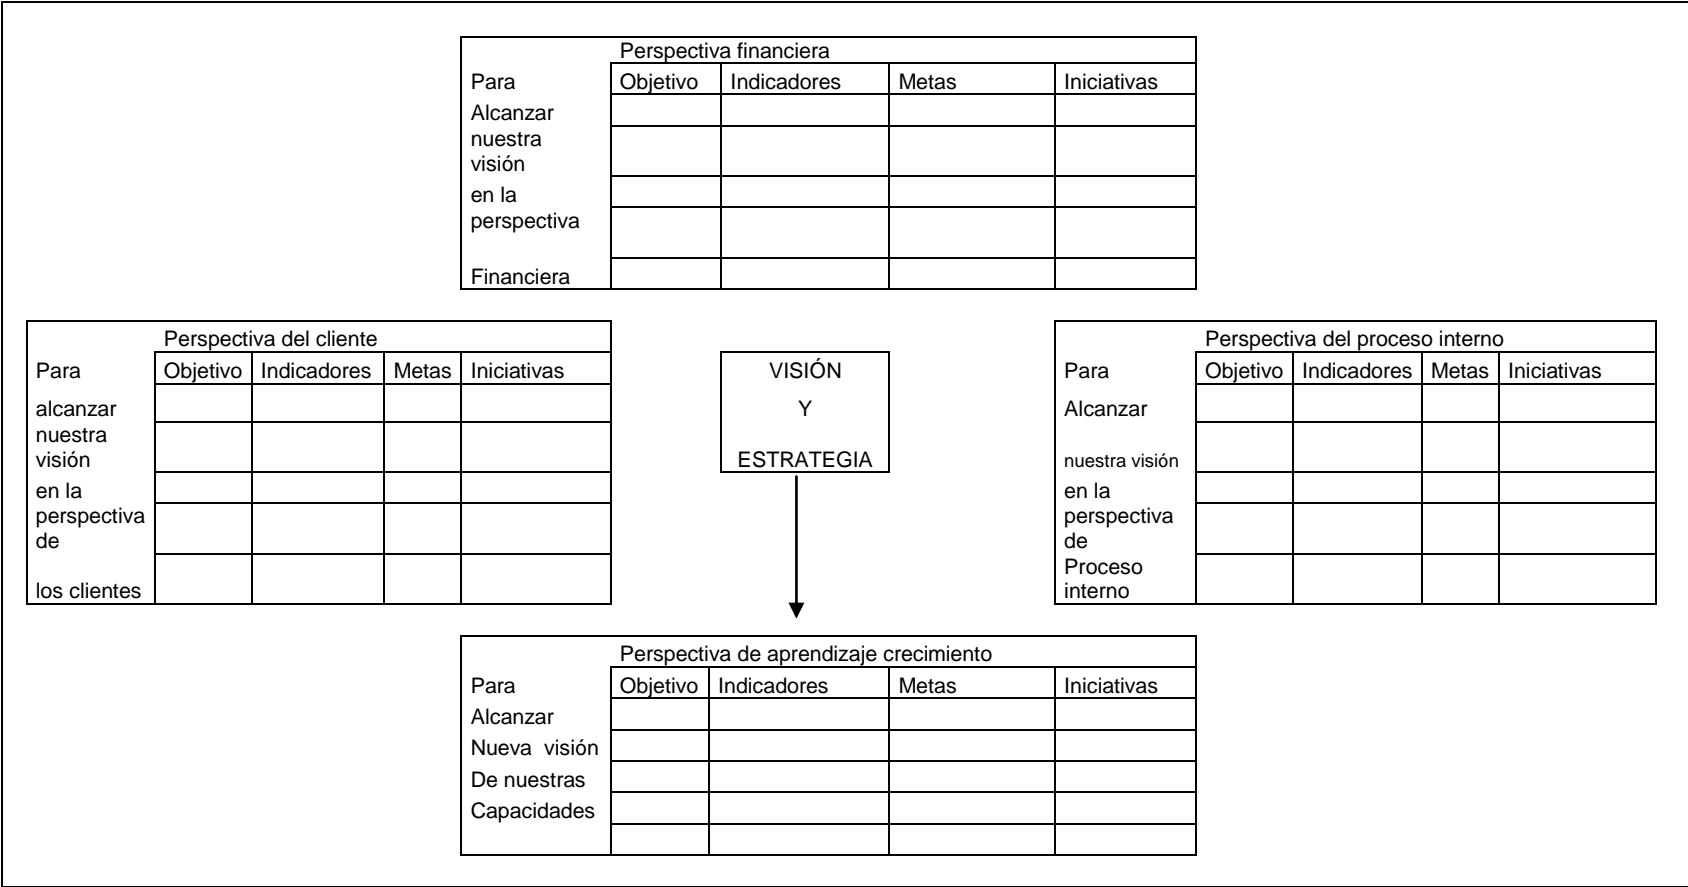 Perspectiva financiera
Para Objetivo Indicadores Metas Iniciativas
Alcanzar
nuestra
visión
en la
perspectiva
Financiera
Perspectiva del cliente
Para Objetivo Indicadores Metas Iniciativas
alcanzar
nuestra
visión
en la
perspectiva
de
los clientes
VISIÓN
Y
ESTRATEGIA
Perspectiva del proceso interno
Para Objetivo Indicadores Metas Iniciativas
Alcanzar
nuestra visión
en la
perspectiva
de
Proceso
interno
Perspectiva de aprendizaje crecimiento
Para Objetivo Indicadores Metas Iniciativas
Alcanzar
Nueva visión
De nuestras
Capacidades